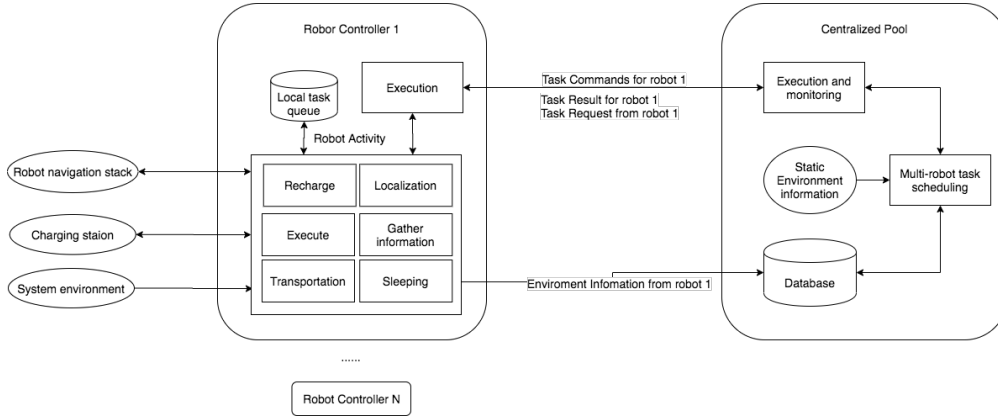 Robor Controller 1
Centralized Pool
Local task
queue
Execution
Task Commands for robot 1
Task Result for robot 1
Task Request from robot 1
Execution and
monitoring
Robot Activity
Robot navigation stack
Recharge
Localization
Static
Environment
information
Multi-robot task
scheduling
Charging staion
Execute
Gather
information
System environment
Transportation
Sleeping
Enviroment Infomation from robot 1
Database
......
Robot Controller N